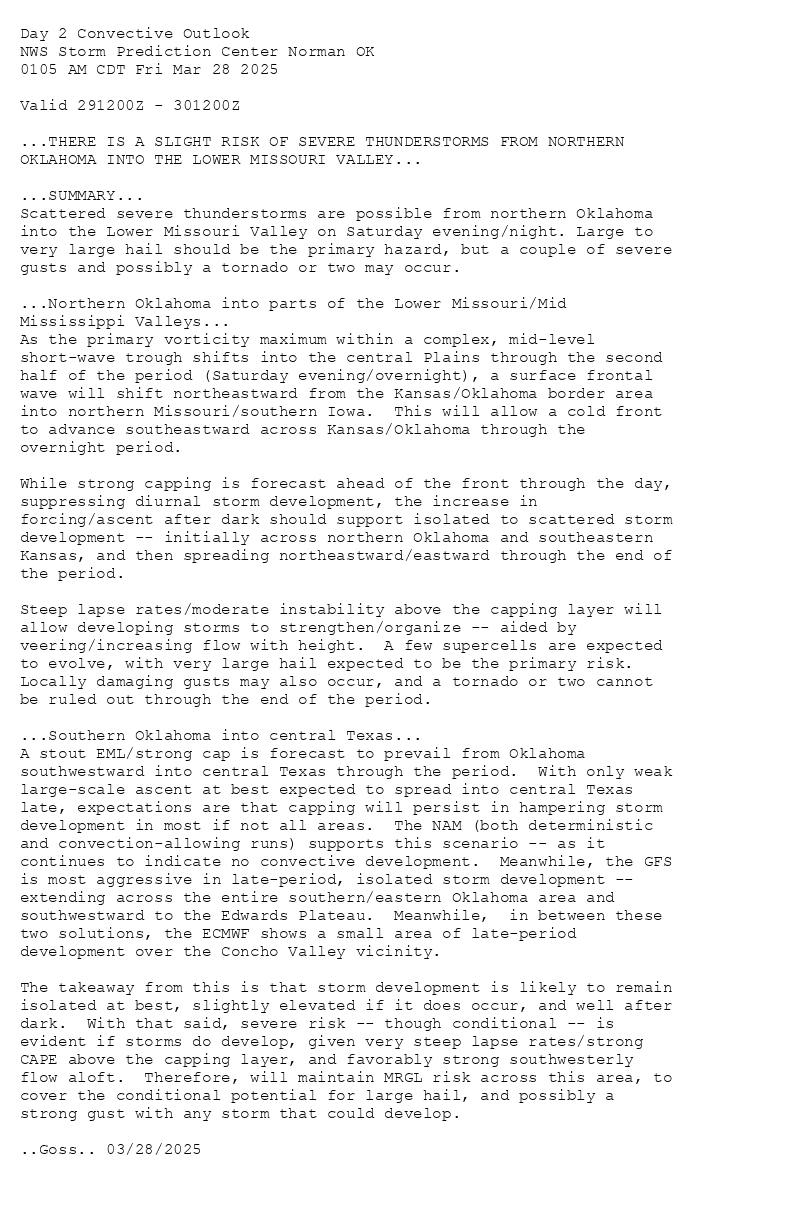 Day 2 Convective Outlook
NWS Storm Prediction Center Norman OK
0105 AM CDT Fri Mar 28 2025

Valid 291200Z - 301200Z

...THERE IS A SLIGHT RISK OF SEVERE THUNDERSTORMS FROM NORTHERN
OKLAHOMA INTO THE LOWER MISSOURI VALLEY...

...SUMMARY...
Scattered severe thunderstorms are possible from northern Oklahoma
into the Lower Missouri Valley on Saturday evening/night. Large to
very large hail should be the primary hazard, but a couple of severe
gusts and possibly a tornado or two may occur.

...Northern Oklahoma into parts of the Lower Missouri/Mid
Mississippi Valleys...
As the primary vorticity maximum within a complex, mid-level
short-wave trough shifts into the central Plains through the second
half of the period (Saturday evening/overnight), a surface frontal
wave will shift northeastward from the Kansas/Oklahoma border area
into northern Missouri/southern Iowa.  This will allow a cold front
to advance southeastward across Kansas/Oklahoma through the
overnight period.

While strong capping is forecast ahead of the front through the day,
suppressing diurnal storm development, the increase in
forcing/ascent after dark should support isolated to scattered storm
development -- initially across northern Oklahoma and southeastern
Kansas, and then spreading northeastward/eastward through the end of
the period.

Steep lapse rates/moderate instability above the capping layer will
allow developing storms to strengthen/organize -- aided by
veering/increasing flow with height.  A few supercells are expected
to evolve, with very large hail expected to be the primary risk.
Locally damaging gusts may also occur, and a tornado or two cannot
be ruled out through the end of the period.

...Southern Oklahoma into central Texas...
A stout EML/strong cap is forecast to prevail from Oklahoma
southwestward into central Texas through the period.  With only weak
large-scale ascent at best expected to spread into central Texas
late, expectations are that capping will persist in hampering storm
development in most if not all areas.  The NAM (both deterministic
and convection-allowing runs) supports this scenario -- as it
continues to indicate no convective development.  Meanwhile, the GFS
is most aggressive in late-period, isolated storm development --
extending across the entire southern/eastern Oklahoma area and
southwestward to the Edwards Plateau.  Meanwhile,  in between these
two solutions, the ECMWF shows a small area of late-period
development over the Concho Valley vicinity.

The takeaway from this is that storm development is likely to remain
isolated at best, slightly elevated if it does occur, and well after
dark.  With that said, severe risk -- though conditional -- is
evident if storms do develop, given very steep lapse rates/strong
CAPE above the capping layer, and favorably strong southwesterly
flow aloft.  Therefore, will maintain MRGL risk across this area, to
cover the conditional potential for large hail, and possibly a
strong gust with any storm that could develop.

..Goss.. 03/28/2025